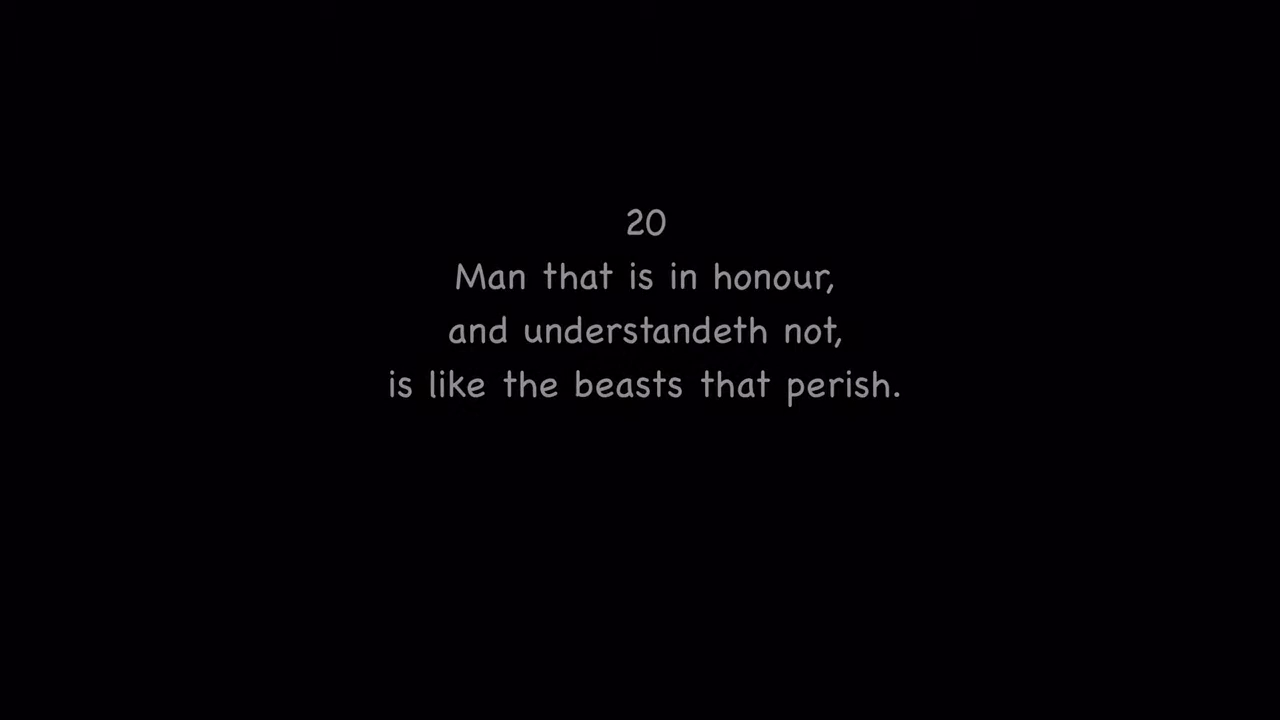 20
Man that is in honour,
and understandeth not,
is like the beasts that perish.